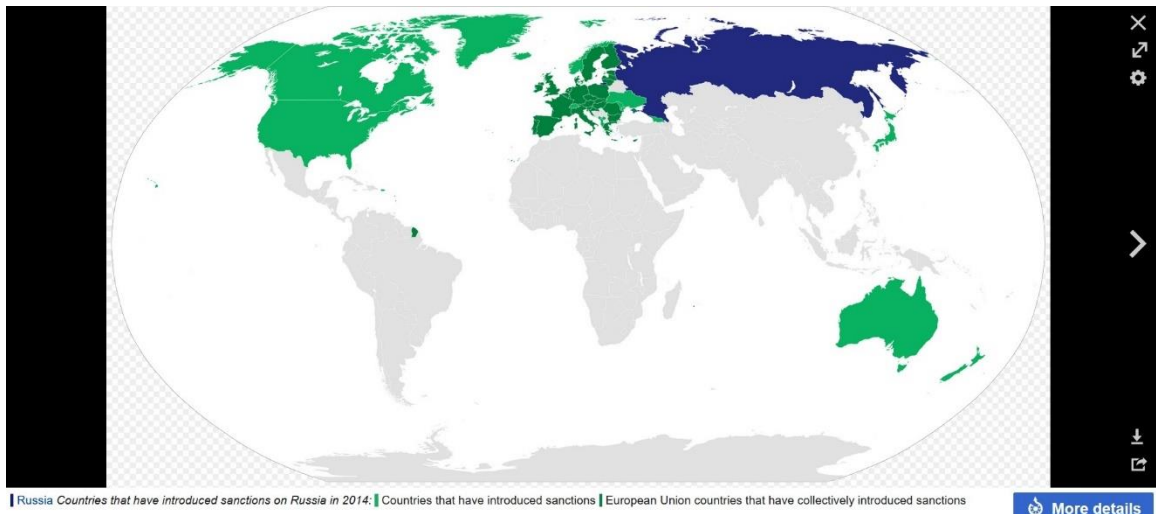 Russia Countries that have introduced sanctions on Russia in 2014: Countries that have introduced sanctions European Union countries that have collectively introduced sanctions
More details